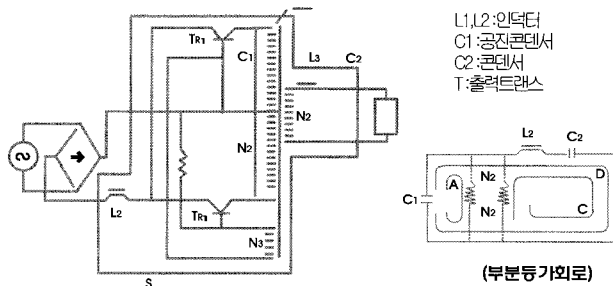 TR1
C1
L3
C2
N2
N2
L2
TR1
N3
S
L1,L2:인덕터
C1:공진콘덴서
C2:콘덴서
T:출력트랜스
L2
C2
C1
A
N2
N2
D
C
(부분등가회로)